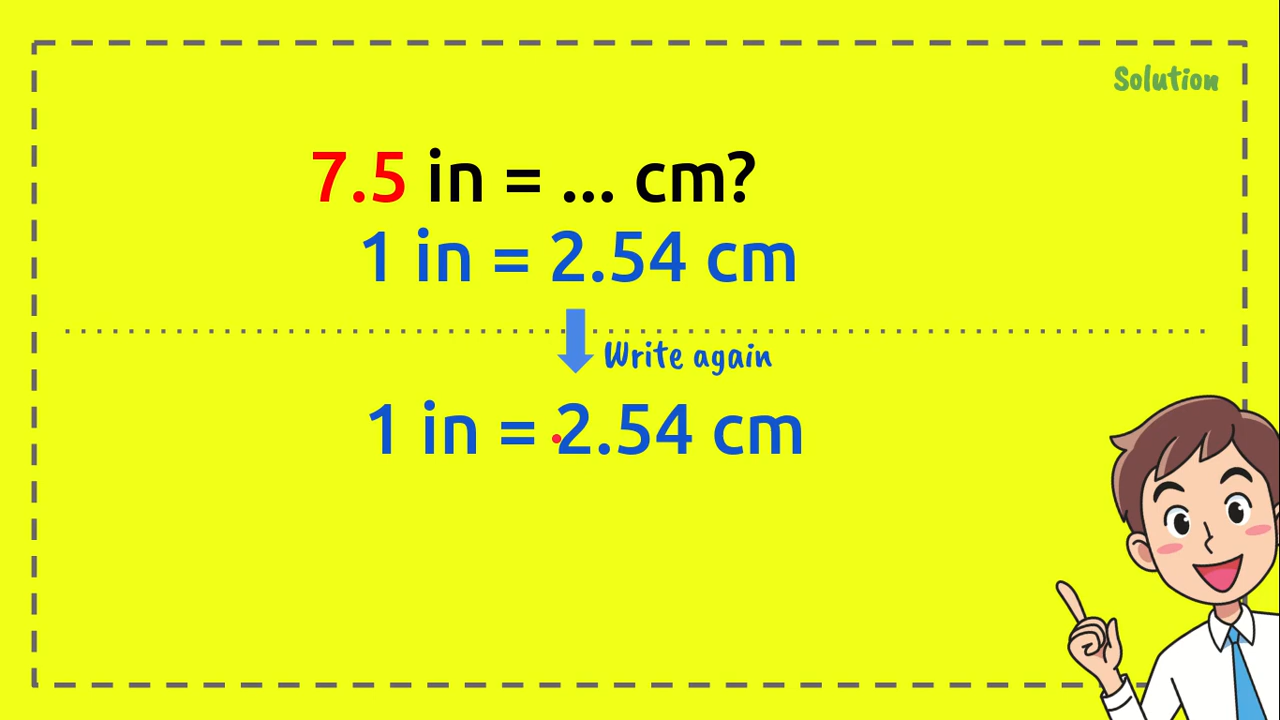 Solution
7.5 in = ... cm?
1 in = 2.54 cm
Write again
1 in = 2.54 cm